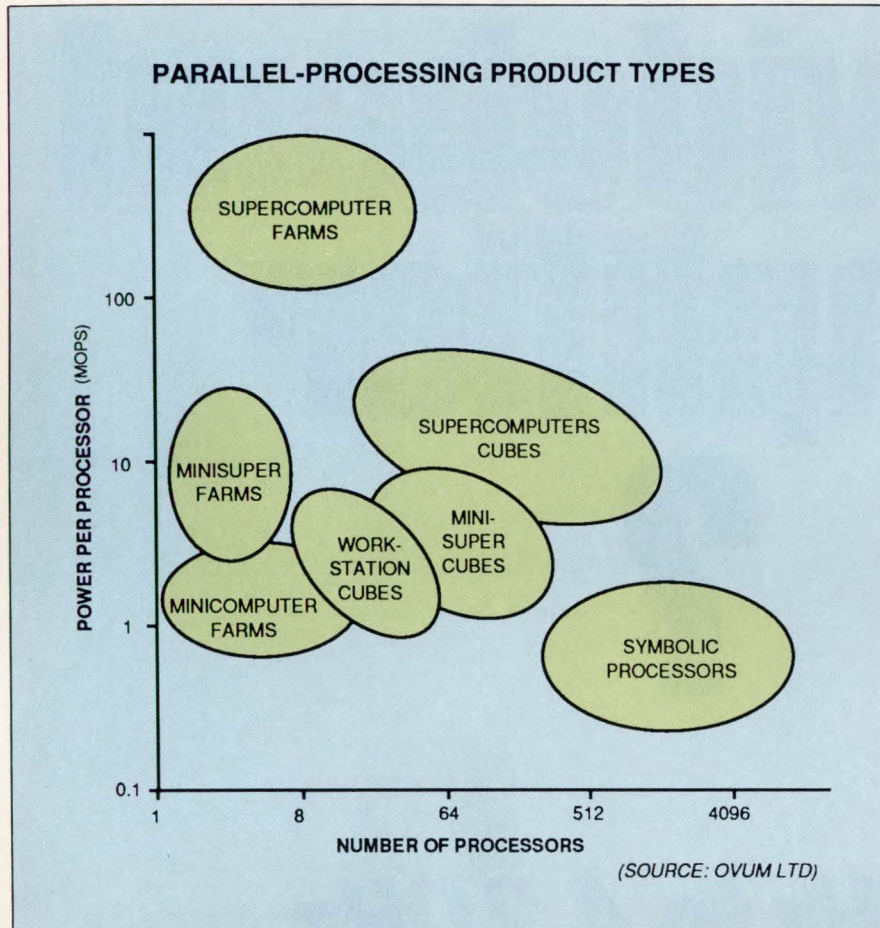 PARALLEL-PROCESSING PRODUCT TYPES
SUPERCOMPUTER
FARMS
100
POWER PER PROCESSOR (MOPS)
SUPERCOMPUTERS
CUBES
10
MINISUPER
FARMS
MINI-
SUPER
CUBES
WORK-
STATION
CUBES
MINICOMPUTER
FARMS
1
SYMBOLIC
PROCESSORS
0.1
1
8
64
512
4096
NUMBER OF PROCESSORS
(SOURCE: OVUM LTD)